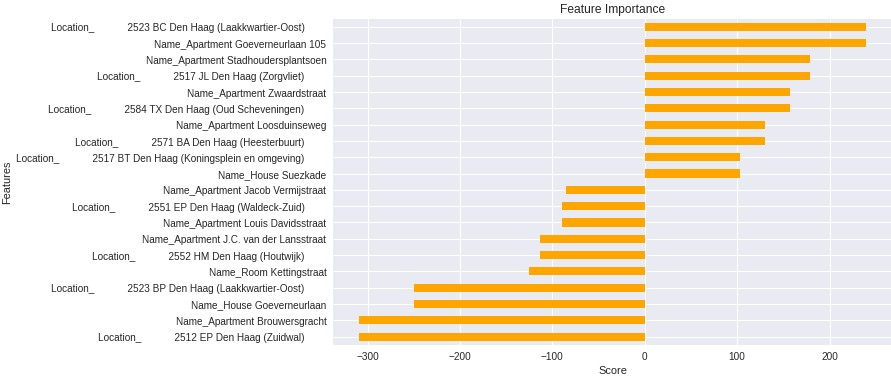 Feature Importance
Location_ 2523 BC Den Haag (Laakkwartier-Oost)
Name_Apartment Goeverneurlaan 105
Name_Apartment Stadhoudersplantsoen
Location_ 2517 JL Den Haag (Zorgvliet)
Name_Apartment Zwaardstraat
Location_ 2584 TX Den Haag (Oud Scheveningen)
Name_Apartment Loosduinseweg
Location_ 2571 BA Den Haag (Heesterbuurt)
Location_ 2517 BT Den Haag (Koningsplein en omgeving)
Name_House Suezkade
Name_Apartment Jacob Vermijstraat
Location_ 2551 EP Den Haag (Waldeck-Zuid)
Name_Apartment Louis Davidsstraat
Name_Apartment J.C. van der Lansstraat
Location_ 2552 HM Den Haag (Houtwijk)
Name_Room Kettingstraat
Location_ 2523 BP Den Haag (Laakkwartier-Oost)
Name_House Goeverneurlaan
Name_Apartment Brouwersgracht
Location_ 2512 EP Den Haag (Zuidwal)
Features
−300 −200 −100 0 100 200
Score